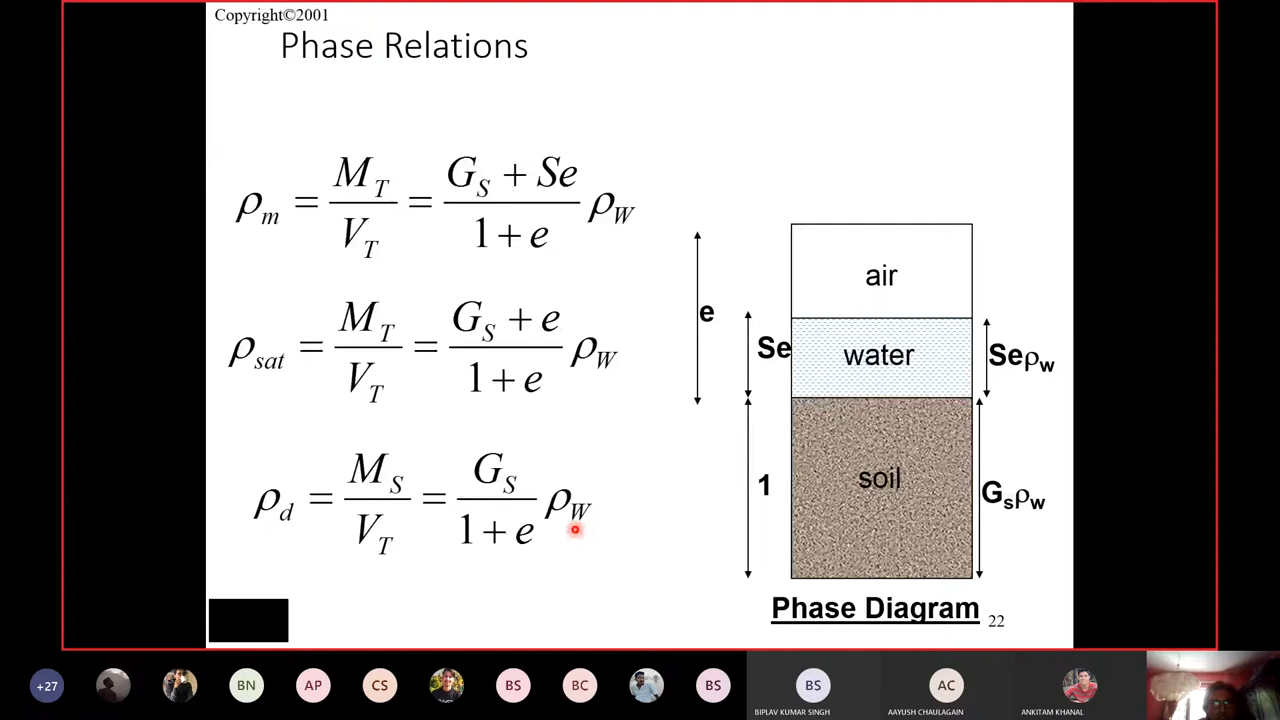 Copyright©2001
Phase Relations
ρm = MT/VT = (GS + Se)/(1 + e) ρW
ρsat = MT/VT = (GS + e)/(1 + e) ρW
ρd = MS/VT = GS/(1 + e) ρW
air
e
Se
water
Seρw
1
soil
Gsρw
Phase Diagram
22
+27
BN
AP
CS
BS
BC
BS
BS
AC
BIPLAV KUMAR SINGH
AAYUSH CHAULAGAIN
ANKITAM KHANAL